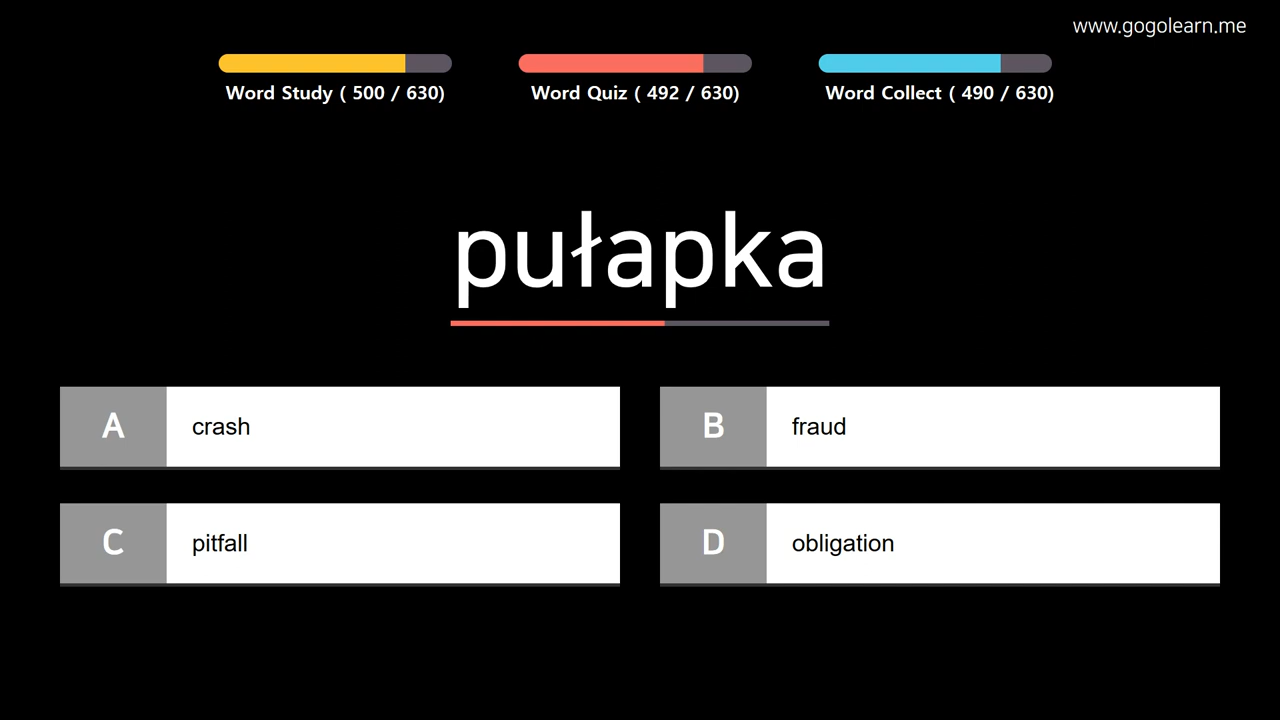 www.gogolearn.me
Word Study ( 500 / 630)
Word Quiz ( 492 / 630)
Word Collect ( 490 / 630)
pułapka
A
crash
B
fraud
C
pitfall
D
obligation